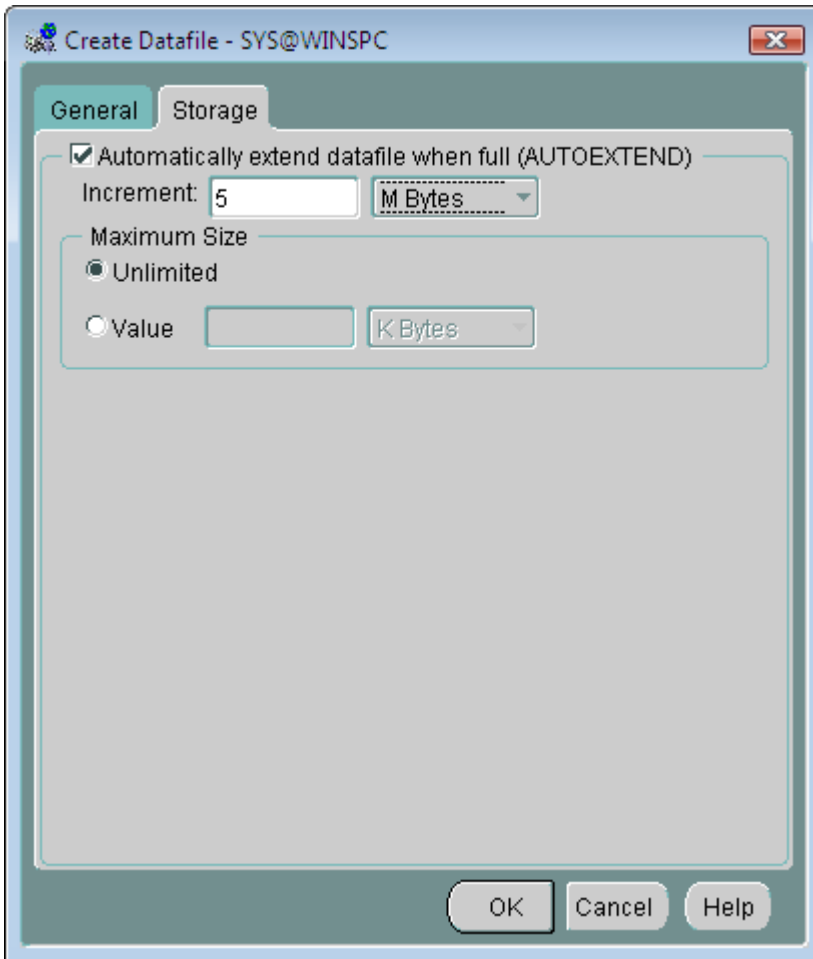 Create Datafile - SYS@WINSPC
General Storage
Automatically extend datafile when full (AUTOEXTEND)
Increment: 5 M Bytes
Maximum Size
Unlimited
Value K Bytes
OK Cancel Help